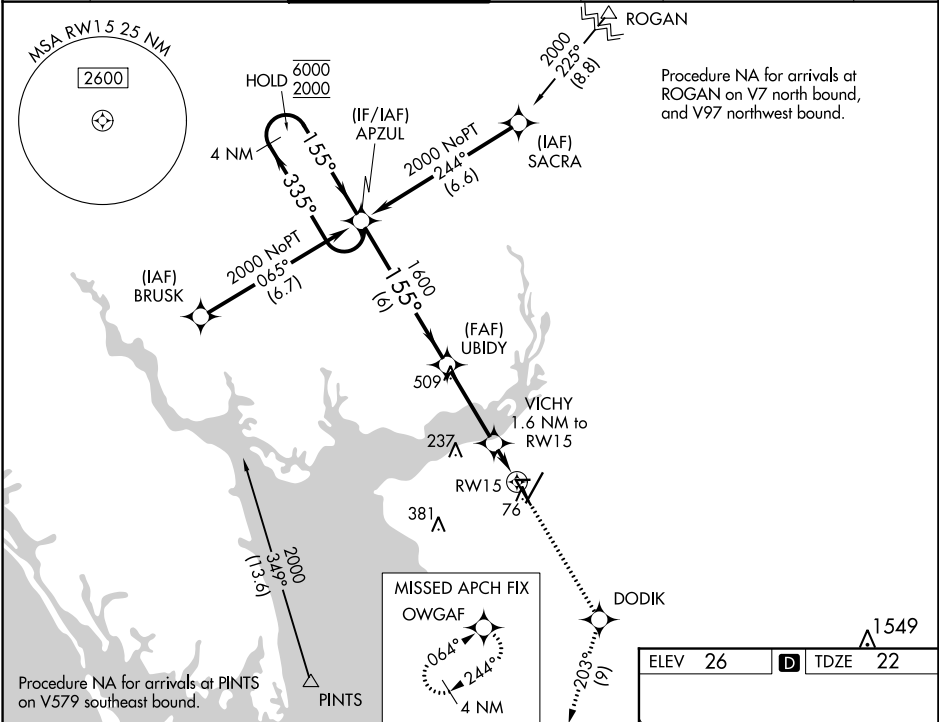 MSA RW15 25 NM
2600
HOLD
6000
2000
4 NM
155°
335°
(IF/IAF)
APZUL
ROGAN
2000
225°
(8.8)
Procedure NA for arrivals at
ROGAN on V7 north bound,
and V97 northwest bound.
(IAF)
SACRA
2000 NoPT
244°
(6.6)
2000 NoPT
065°
(6.7)
(IAF)
BRUSK
1600
155°
(6)
(FAF)
UBIDY
509
VICHY
1.6 NM to
RW15
237
RW15
76
381
2000
349°
(13.6)
PINTS
Procedure NA for arrivals at PINTS
on V579 southeast bound.
MISSED APCH FIX
OWGAF
064°
244°
4 NM
DODIK
203°
(9)
1549
ELEV 26
D
TDZE 22